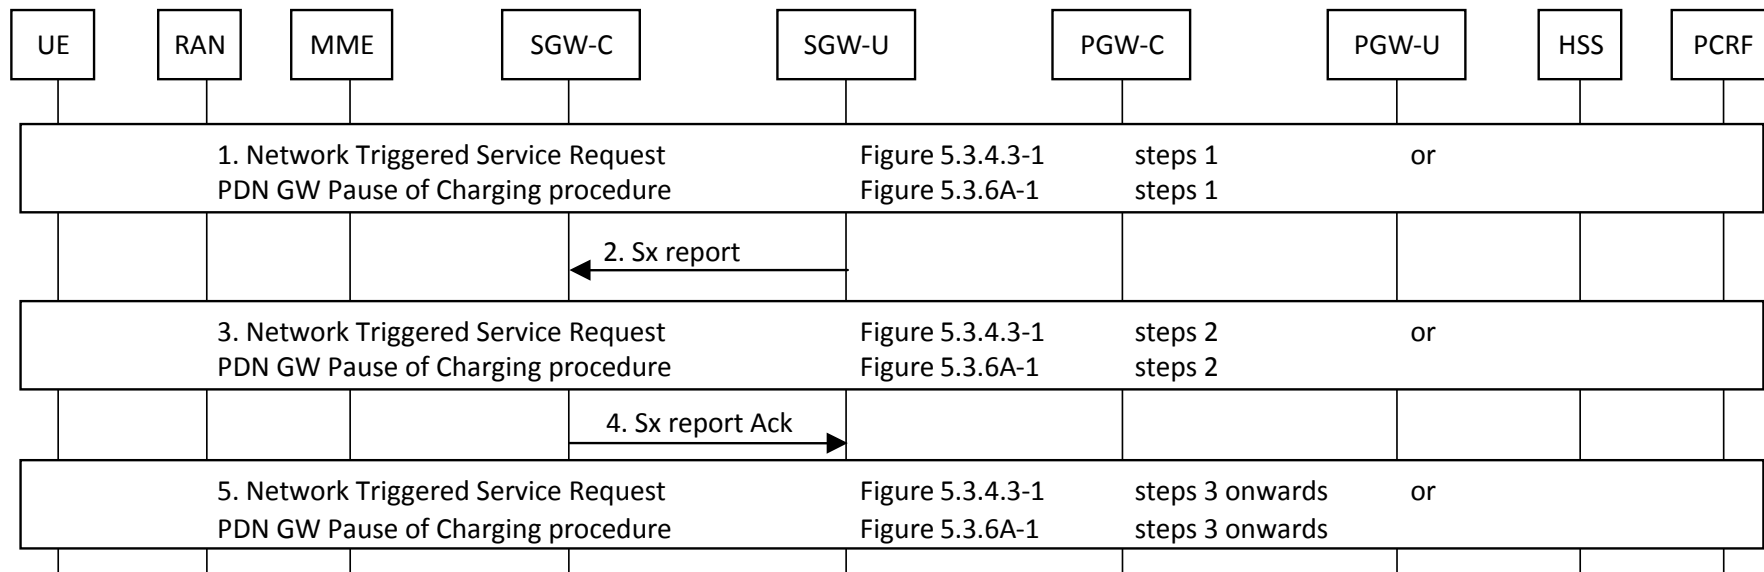 UE RAN MME SGW-C SGW-U PGW-C PGW-U HSS PCRF
1. Network Triggered Service Request Figure 5.3.4.3-1 steps 1 or
PDN GW Pause of Charging procedure Figure 5.3.6A-1 steps 1
2. Sx report
3. Network Triggered Service Request Figure 5.3.4.3-1 steps 2 or
PDN GW Pause of Charging procedure Figure 5.3.6A-1 steps 2
4. Sx report Ack
5. Network Triggered Service Request Figure 5.3.4.3-1 steps 3 onwards or
PDN GW Pause of Charging procedure Figure 5.3.6A-1 steps 3 onwards